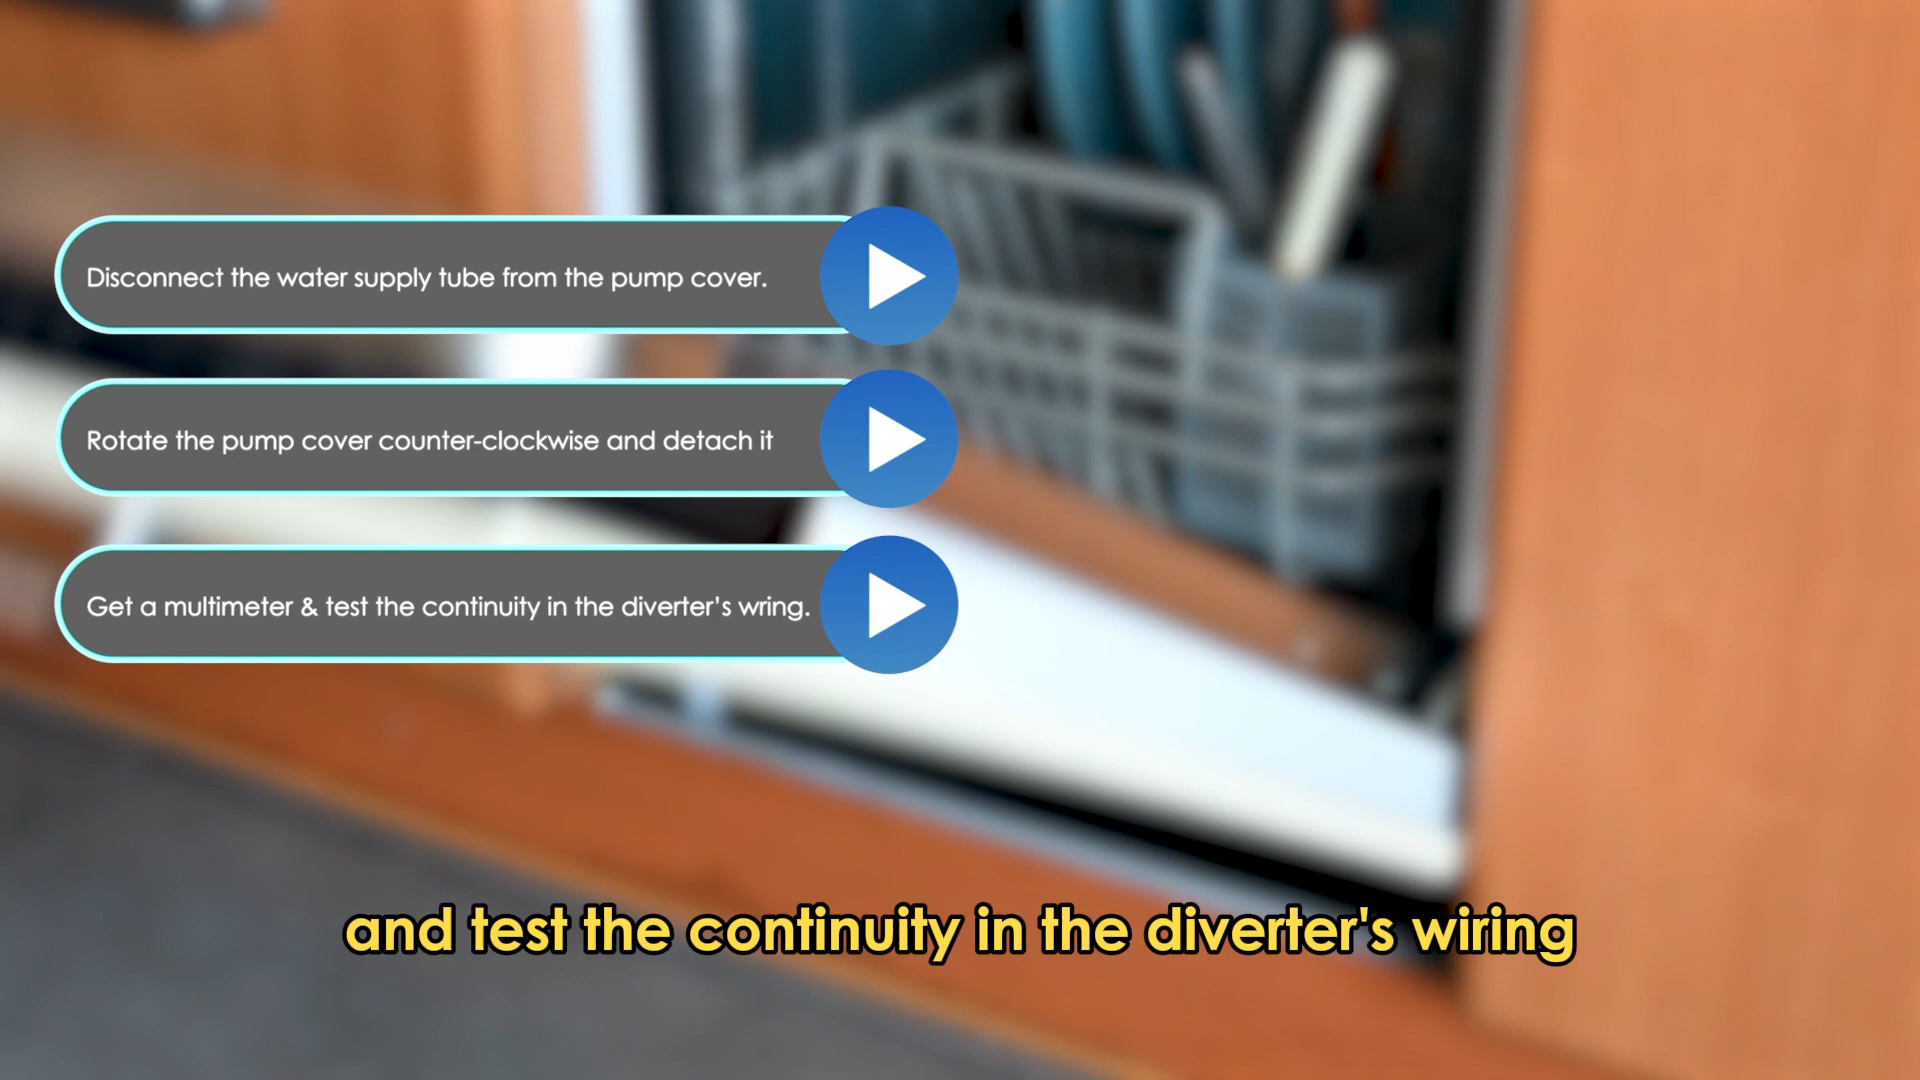 Disconnect the water supply tube from the pump cover.
Rotate the pump cover counter-clockwise and detach it
Get a multimeter & test the continuity in the diverter's wring.
and test the continuity in the diverter's wiring